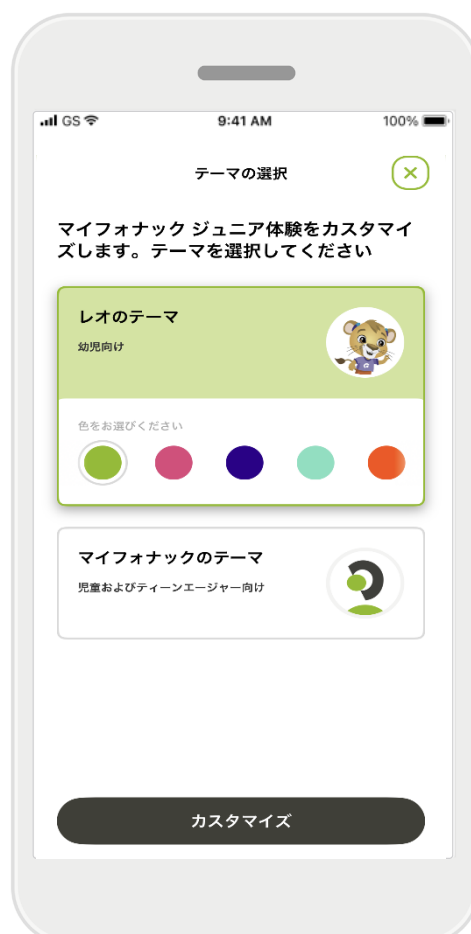 GS 9:41 AM 100%
テーマの選択
マイフォナック ジュニア体験をカスタマイ
ズします。テーマを選択してください
レオのテーマ
幼児向け
色をお選びください
マイフォナックのテーマ
児童およびティーンエージャー向け
カスタマイズ